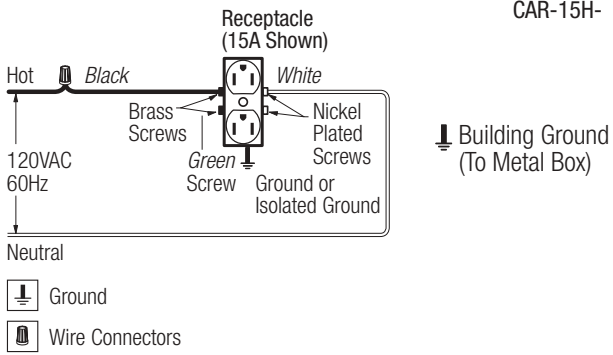 CAR-15H-
Receptacle
(15A Shown)
Hot
Black
White
Brass
Screws
Nickel
Plated
Screws
Green
Screw
Ground or
Isolated Ground
120VAC
60Hz
Building Ground
(To Metal Box)
Neutral
Ground
Wire Connectors